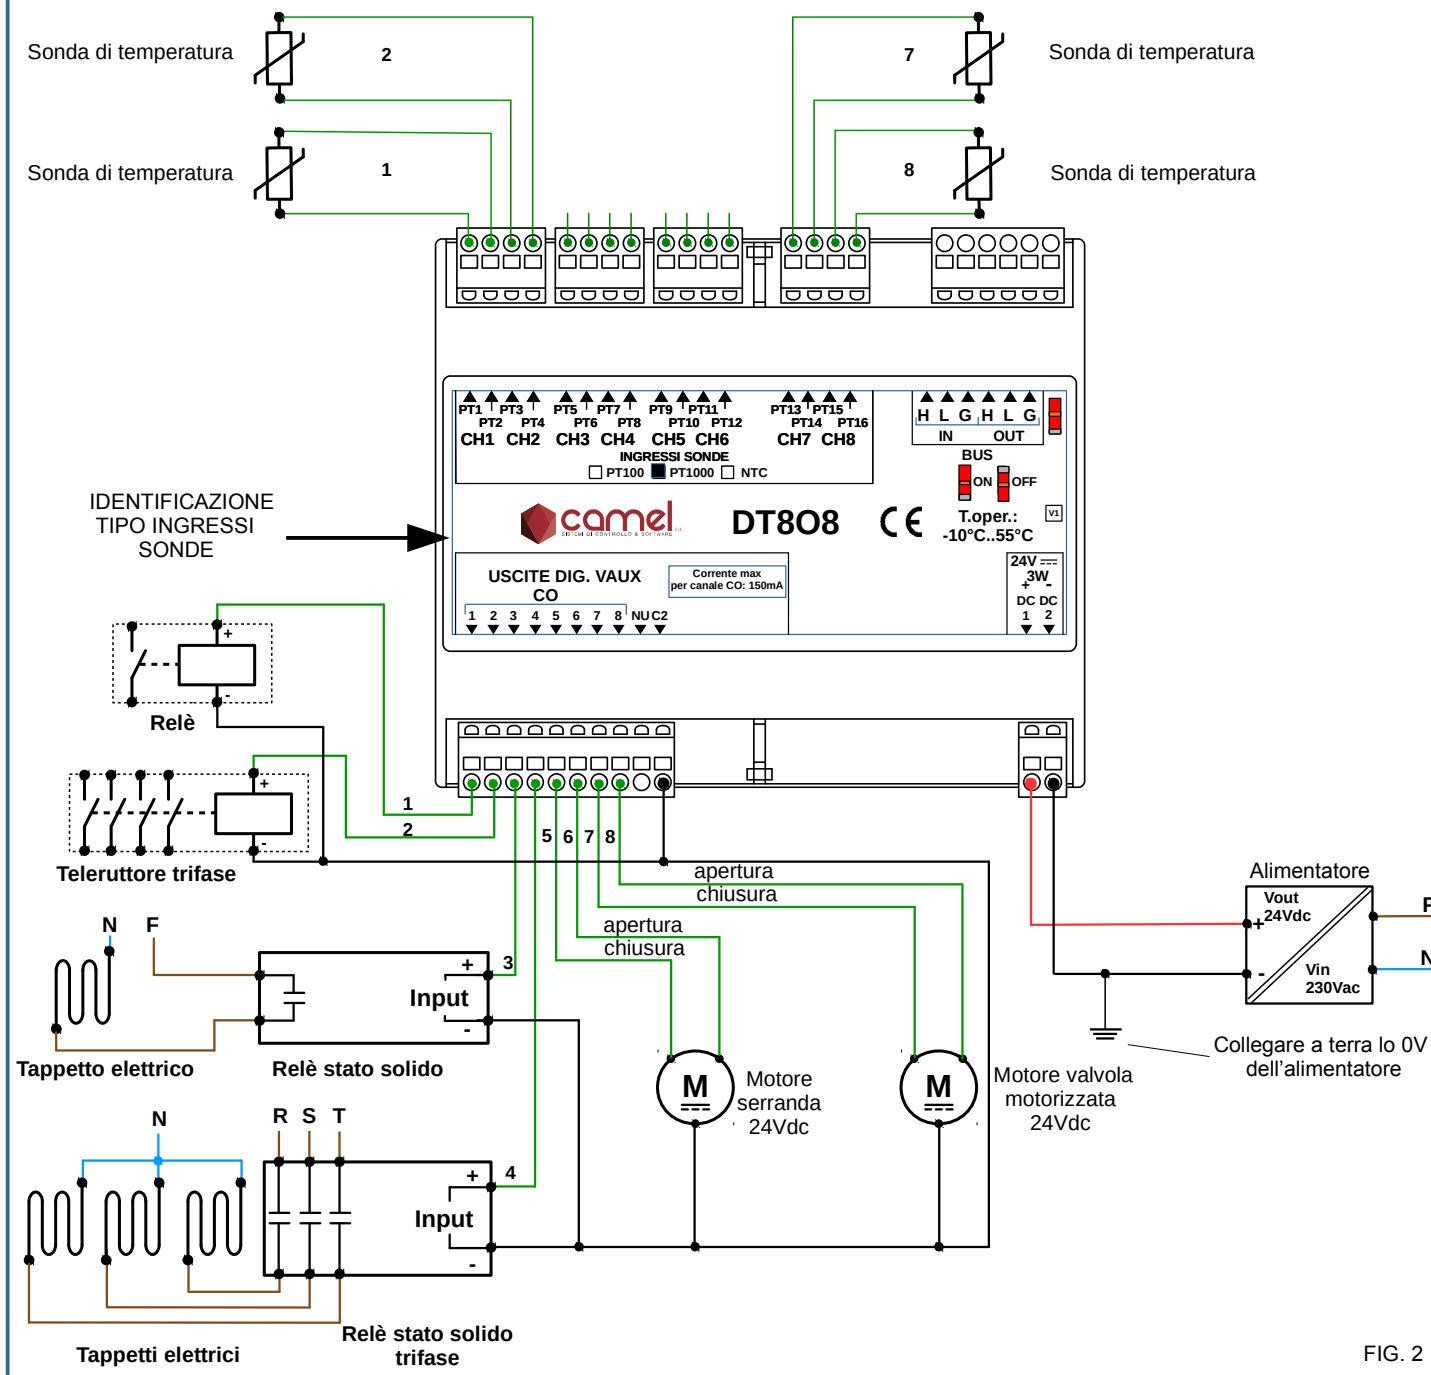 Sonda di temperatura
2
7
Sonda di temperatura
Sonda di temperatura
1
8
Sonda di temperatura
PT1 PT3 PT5 PT7 PT9 PT11 PT13 PT15
PT2 PT4 PT6 PT8 PT10 PT12 PT14 PT16
CH1 CH2 CH3 CH4 CH5 CH6 CH7 CH8
INGRESSI SONDE
PT100 PT1000 NTC
H L G H L G
IN OUT
BUS
ON OFF
IDENTIFICAZIONE
TIPO INGRESSI
SONDE
camel
SISTEMI DI CONTROLLO & SOFTWARE
DT8O8
CE
T.oper.:
-10°C..55°C
V1
USCITE DIG. VAUX
CO
Corrente max
per canale CO: 150mA
1 2 3 4 5 6 7 8 NU C2
24V
3W
+ -
DC DC
1 2
+
-
Relè
+
-
Teleruttore trifase
1
2
5 6 7 8
apertura
chiusura
apertura
chiusura
Alimentatore
Vout
24Vdc
+
-
Vin
230Vac
N F
+
Input
-
3
Tappetto elettrico
Relè stato solido
M
Motore
serranda
24Vdc
M
Motore valvola
motorizzata
24Vdc
Collegare a terra lo 0V
dell'alimentatore
N
R S T
+
Input
-
4
Relè stato solido
trifase
Tappetti elettrici
FIG. 2